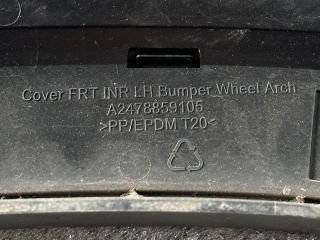 Cover FRT INR LH Bumper Wheel Arch
A2478859105
>PP/EPDM T20<